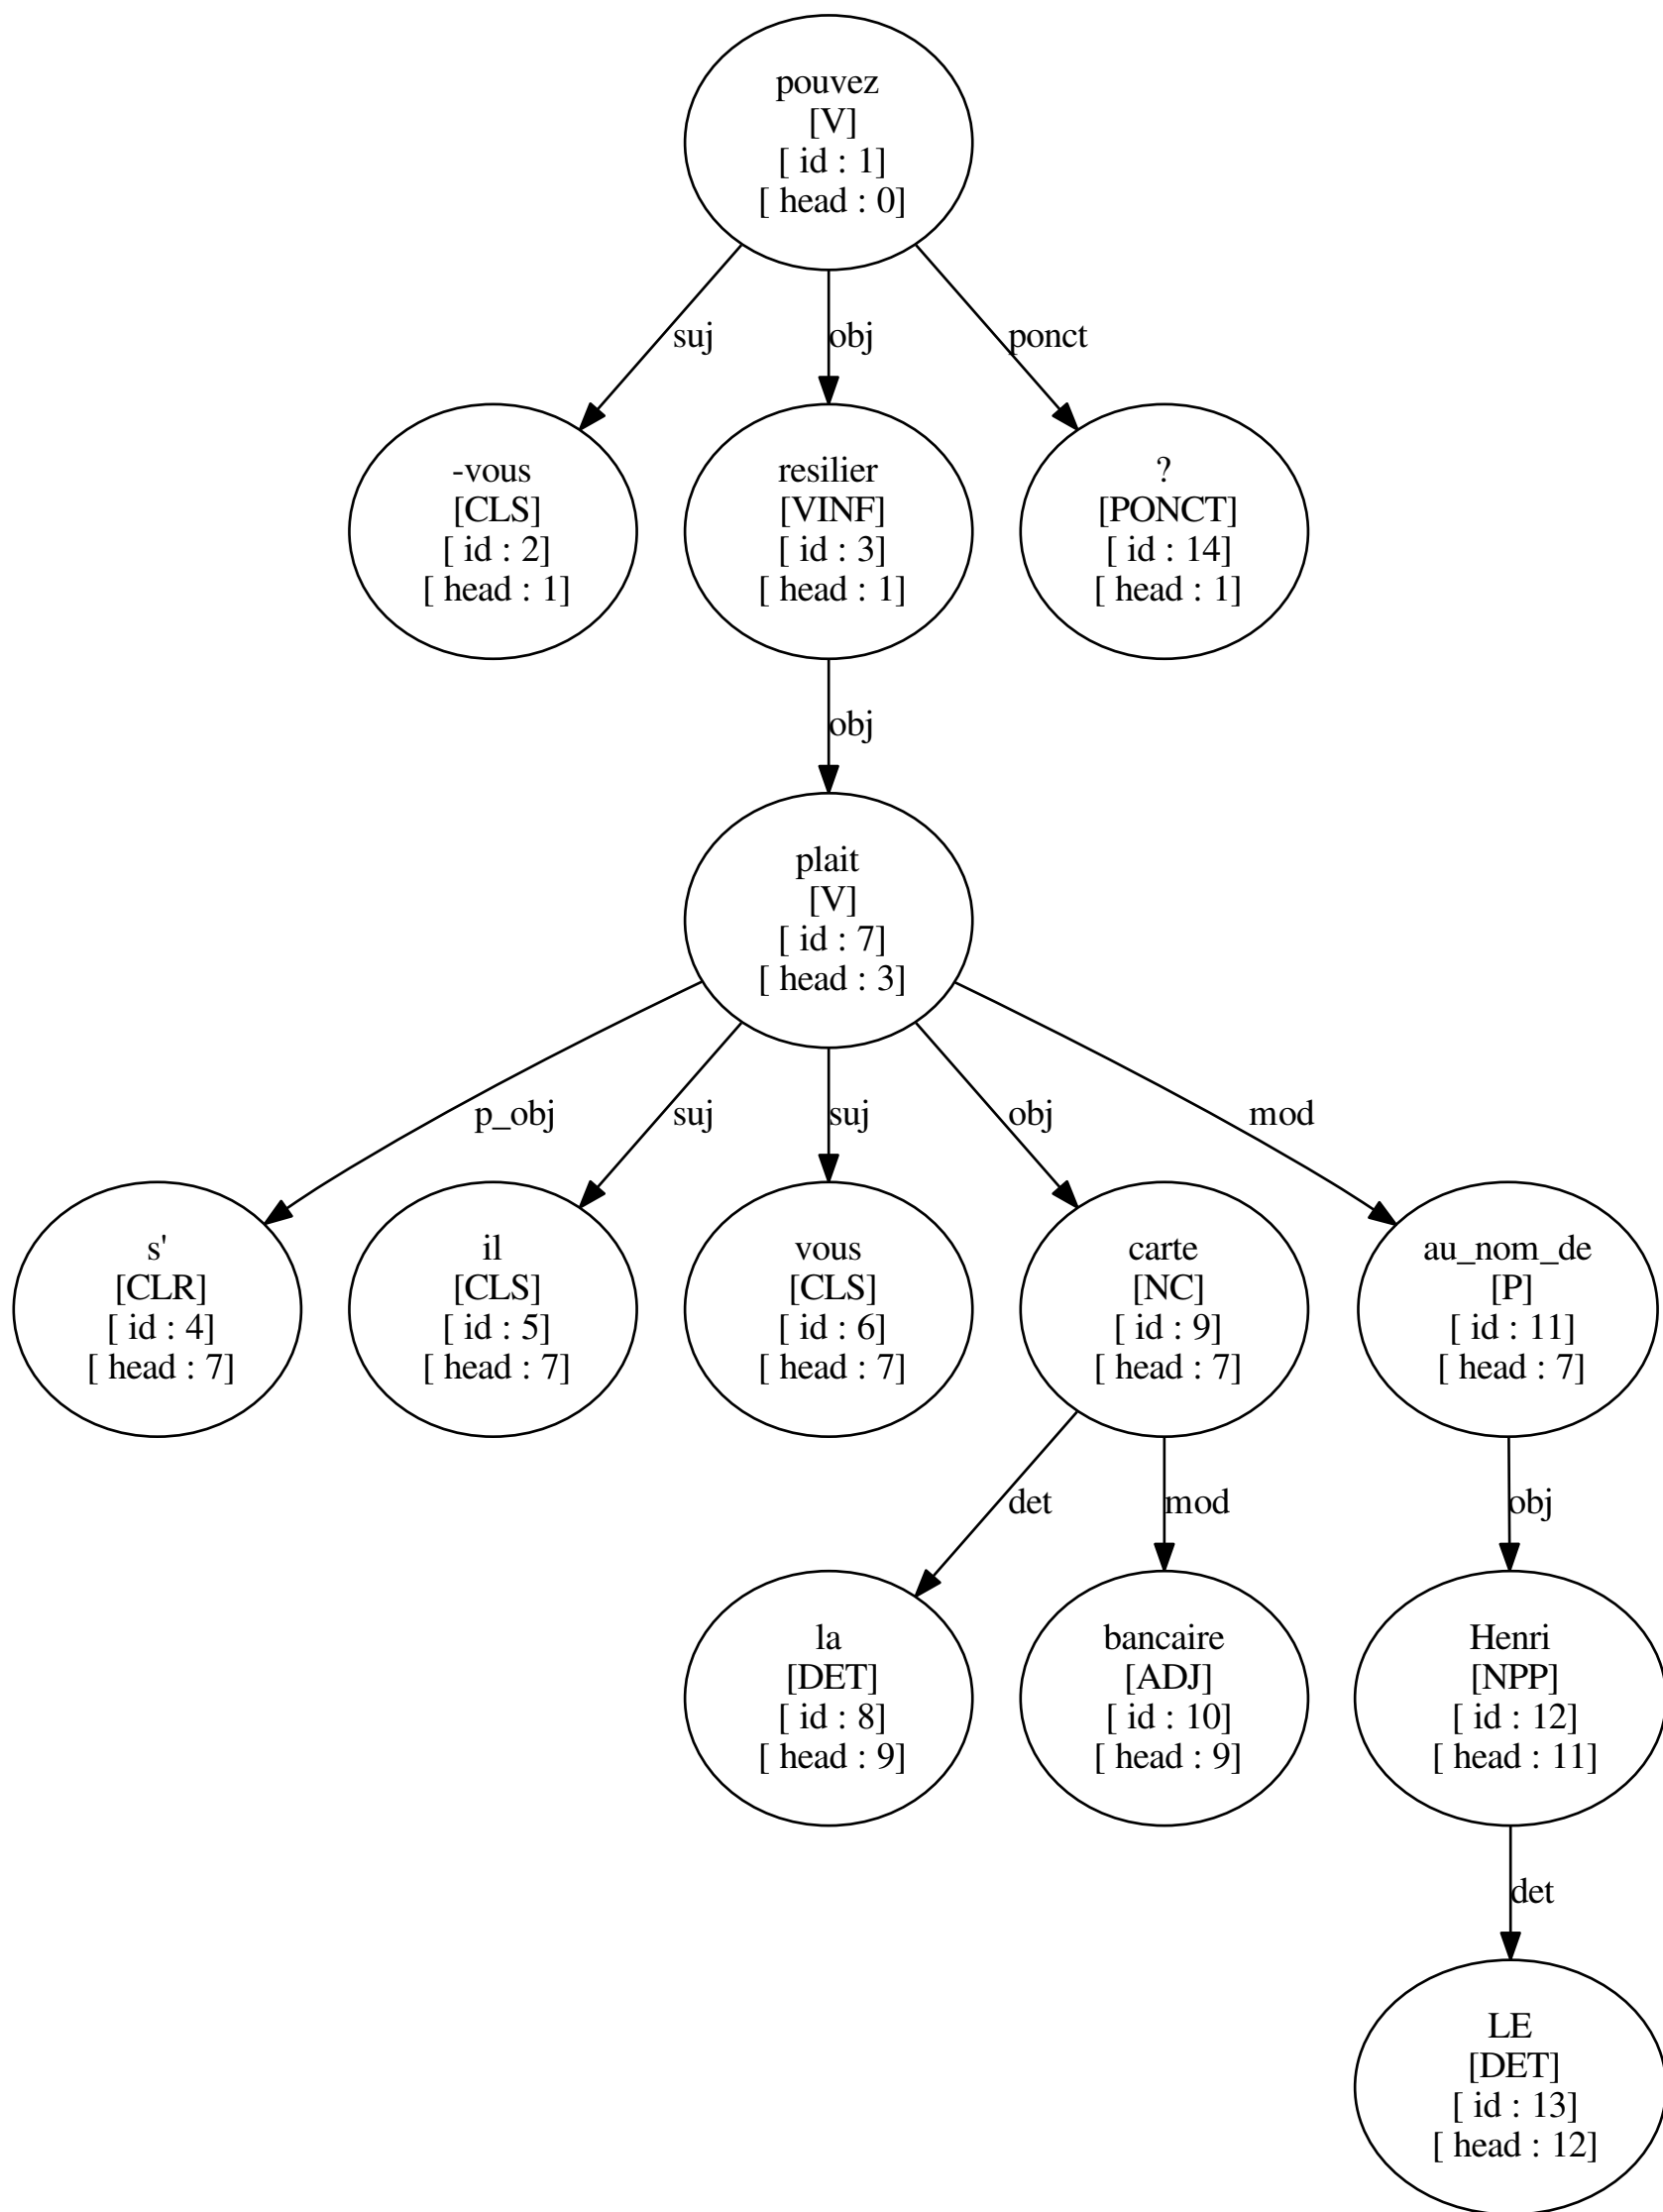 pouvez
[V]
[ id : 1]
[ head : 0]
suj
obj
ponct
-vous
[CLS]
[ id : 2]
[ head : 1]
resilier
[VINF]
[ id : 3]
[ head : 1]
?
[PONCT]
[ id : 14]
[ head : 1]
obj
plait
[V]
[ id : 7]
[ head : 3]
p_obj
suj
suj
obj
mod
s'
[CLR]
[ id : 4]
[ head : 7]
il
[CLS]
[ id : 5]
[ head : 7]
vous
[CLS]
[ id : 6]
[ head : 7]
carte
[NC]
[ id : 9]
[ head : 7]
au_nom_de
[P]
[ id : 11]
[ head : 7]
det
mod
obj
la
[DET]
[ id : 8]
[ head : 9]
bancaire
[ADJ]
[ id : 10]
[ head : 9]
Henri
[NPP]
[ id : 12]
[ head : 11]
det
LE
[DET]
[ id : 13]
[ head : 12]